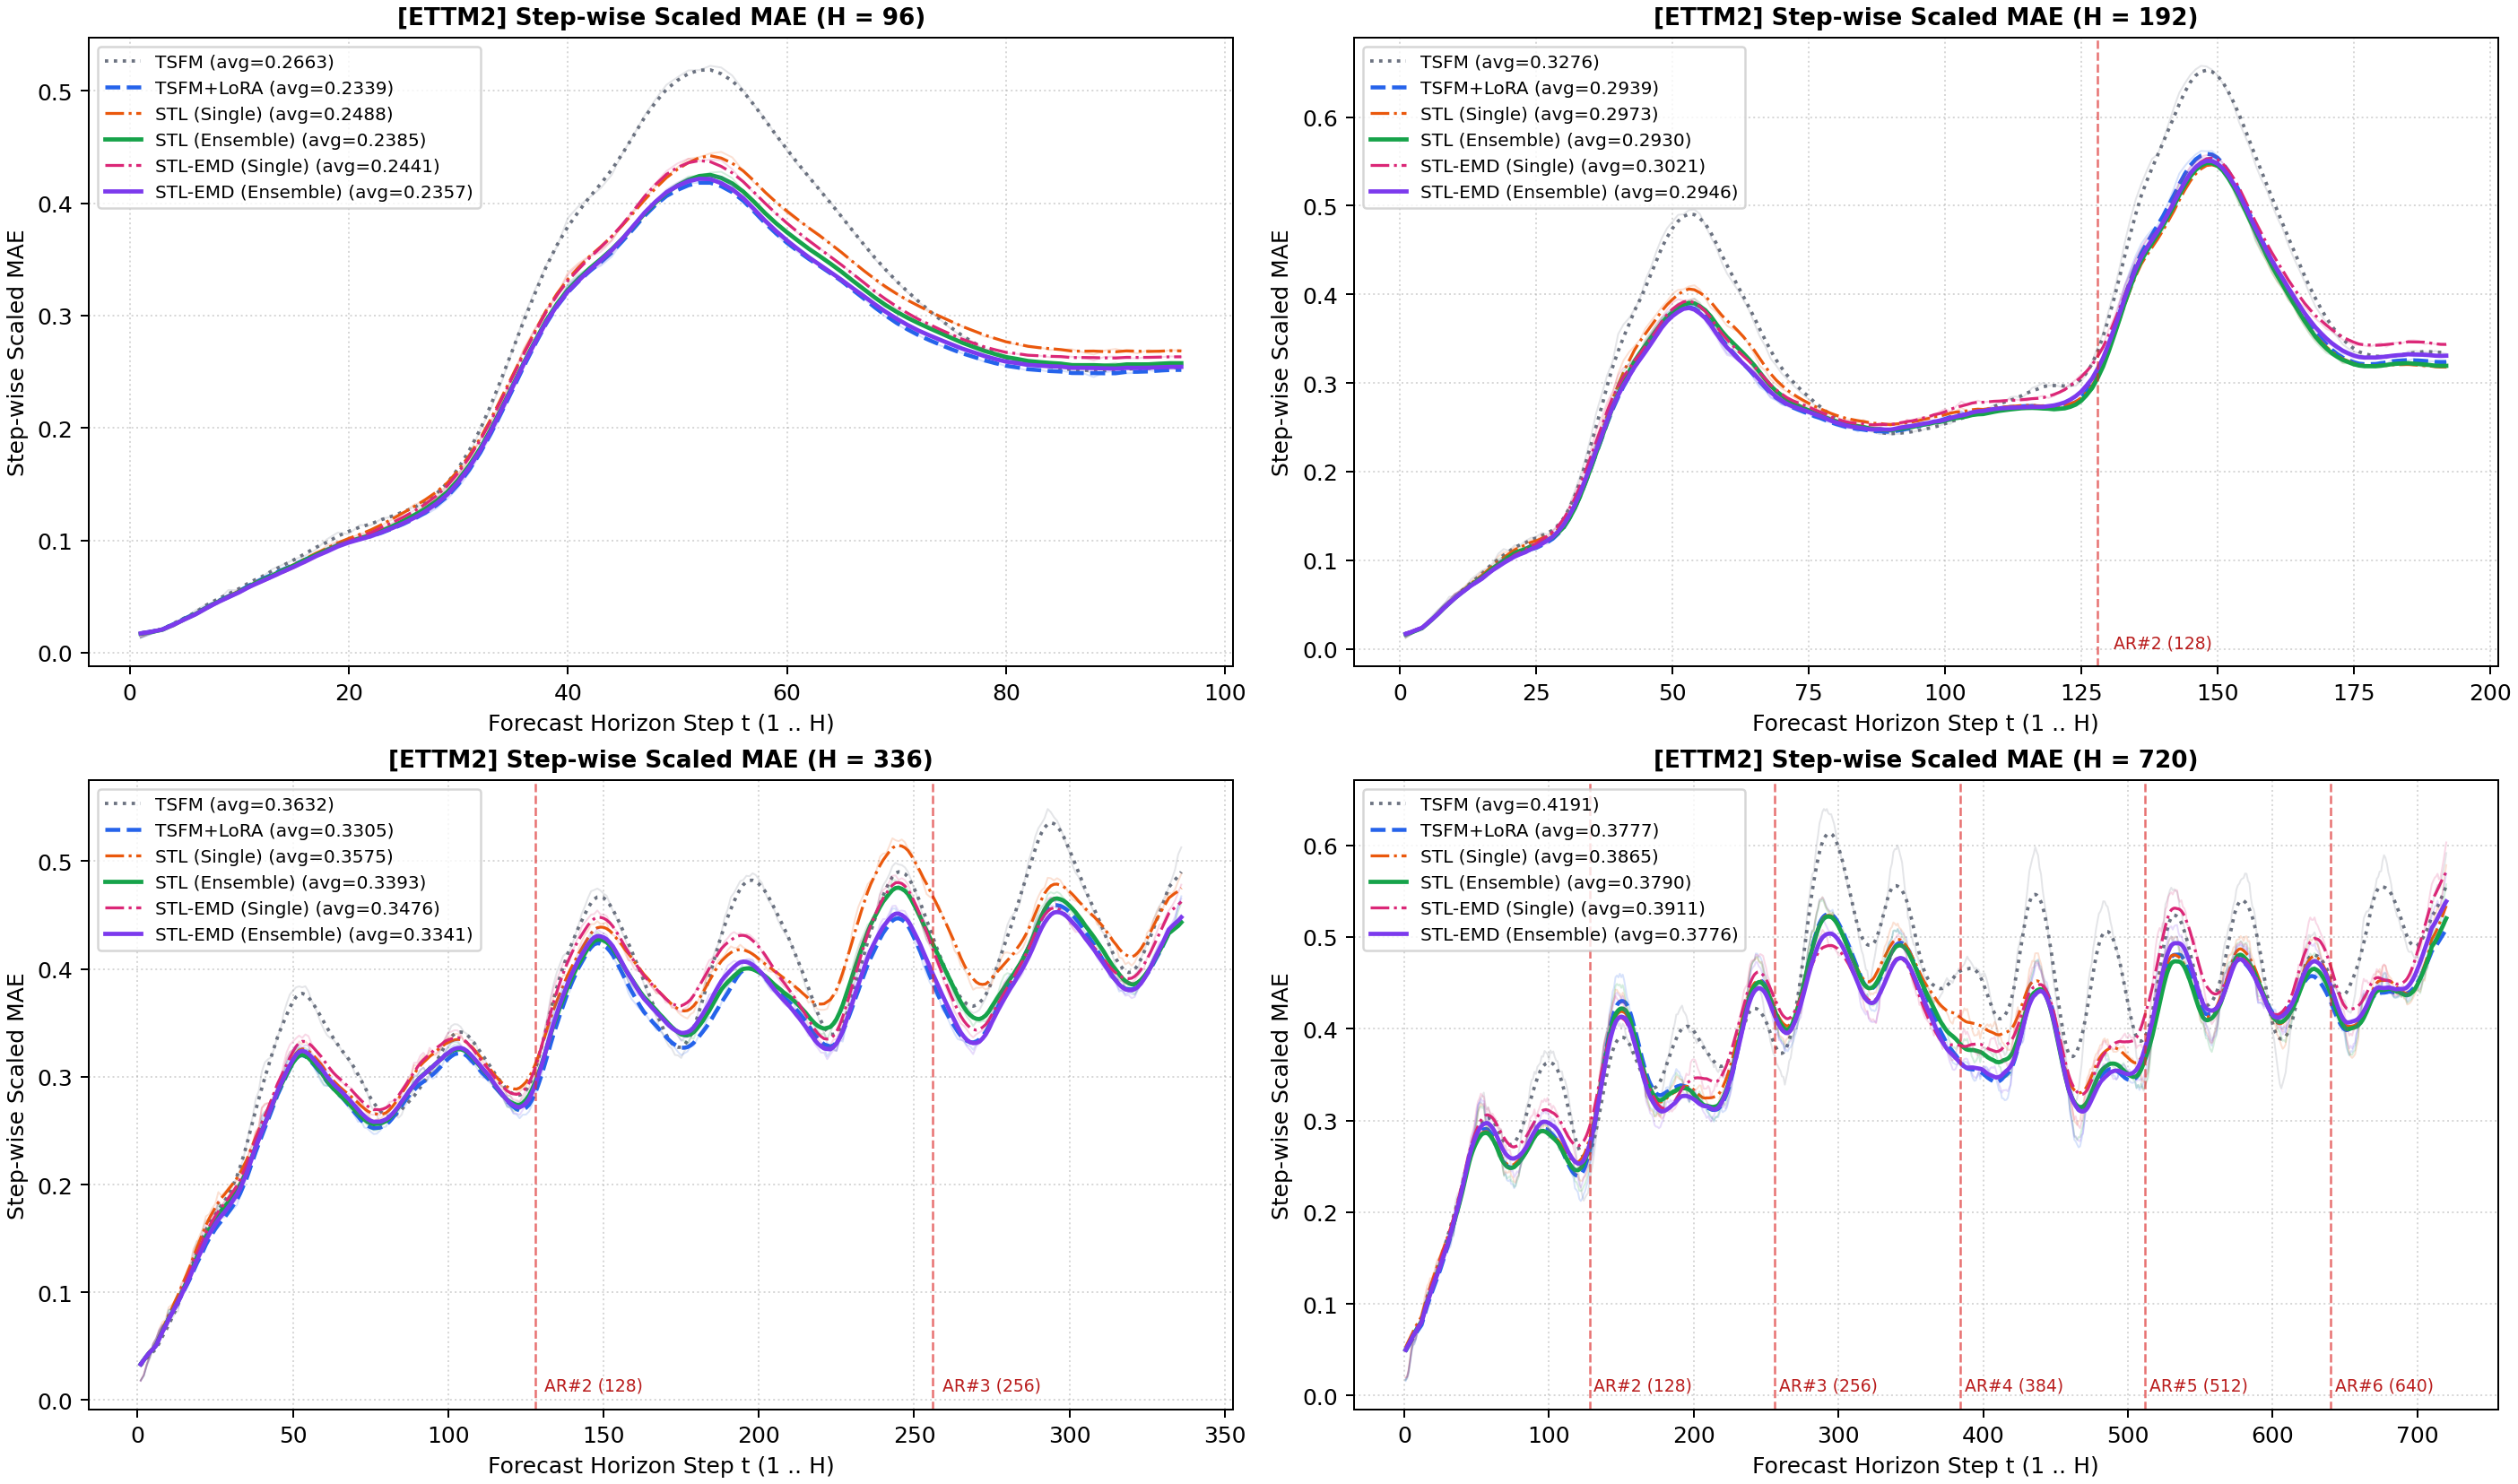 [ETTM2] Step-wise Scaled MAE (H = 96)
TSFM (avg=0.2663)
TSFM+LoRA (avg=0.2339)
STL (Single) (avg=0.2488)
STL (Ensemble) (avg=0.2385)
STL-EMD (Single) (avg=0.2441)
STL-EMD (Ensemble) (avg=0.2357)
Step-wise Scaled MAE
0.5
0.4
0.3
0.2
0.1
0.0
0 20 40 60 80 100
Forecast Horizon Step t (1 .. H)
[ETTM2] Step-wise Scaled MAE (H = 192)
TSFM (avg=0.3276)
TSFM+LoRA (avg=0.2939)
STL (Single) (avg=0.2973)
STL (Ensemble) (avg=0.2930)
STL-EMD (Single) (avg=0.3021)
STL-EMD (Ensemble) (avg=0.2946)
Step-wise Scaled MAE
0.6
0.5
0.4
0.3
0.2
0.1
0.0
AR#2 (128)
0 25 50 75 100 125 150 175 200
Forecast Horizon Step t (1 .. H)
[ETTM2] Step-wise Scaled MAE (H = 336)
TSFM (avg=0.3632)
TSFM+LoRA (avg=0.3305)
STL (Single) (avg=0.3575)
STL (Ensemble) (avg=0.3393)
STL-EMD (Single) (avg=0.3476)
STL-EMD (Ensemble) (avg=0.3341)
Step-wise Scaled MAE
0.5
0.4
0.3
0.2
0.1
0.0
AR#2 (128) AR#3 (256)
0 50 100 150 200 250 300 350
Forecast Horizon Step t (1 .. H)
[ETTM2] Step-wise Scaled MAE (H = 720)
TSFM (avg=0.4191)
TSFM+LoRA (avg=0.3777)
STL (Single) (avg=0.3865)
STL (Ensemble) (avg=0.3790)
STL-EMD (Single) (avg=0.3911)
STL-EMD (Ensemble) (avg=0.3776)
Step-wise Scaled MAE
0.6
0.5
0.4
0.3
0.2
0.1
0.0
AR#2 (128) AR#3 (256) AR#4 (384) AR#5 (512) AR#6 (640)
0 100 200 300 400 500 600 700
Forecast Horizon Step t (1 .. H)